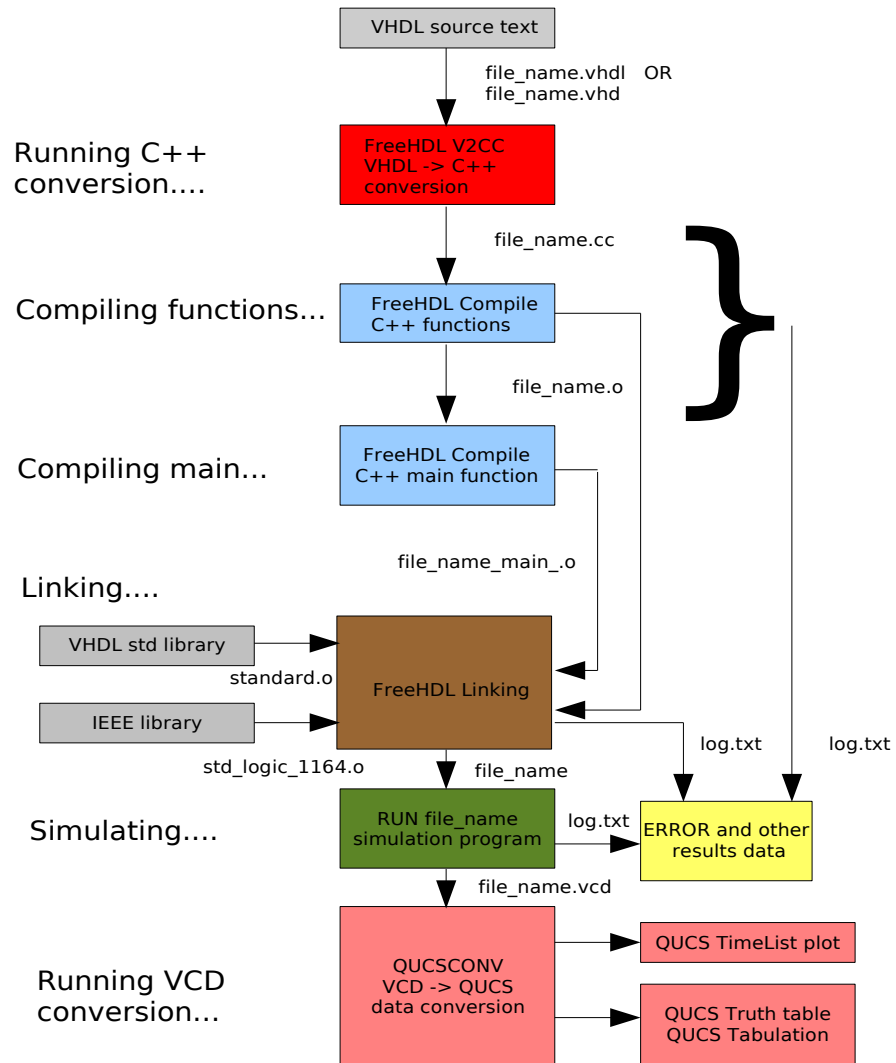 VHDL source text
file_name.vhdl   OR
file_name.vhd
Running C++
conversion....
FreeHDL V2CC
VHDL -> C++
conversion
file_name.cc
Compiling functions...
FreeHDL Compile
C++ functions
}
file_name.o
Compiling main...
FreeHDL Compile
C++ main function
file_name_main_.o
Linking....
VHDL std library
standard.o
FreeHDL Linking
IEEE library
std_logic_1164.o
file_name
log.txt
log.txt
Simulating....
RUN file_name
simulation program
log.txt
ERROR and other
results data
file_name.vcd
Running VCD
conversion...
QUCSCONV
VCD -> QUCS
data conversion
QUCS TimeList plot
QUCS Truth table
QUCS Tabulation